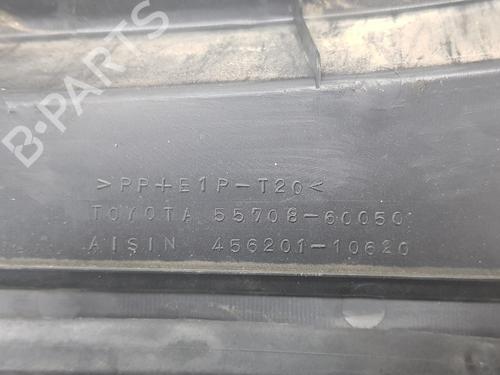 B-PARTS
>PP+E1P-T20<
TOYOTA 55708-60050
AISIN 456201-10620